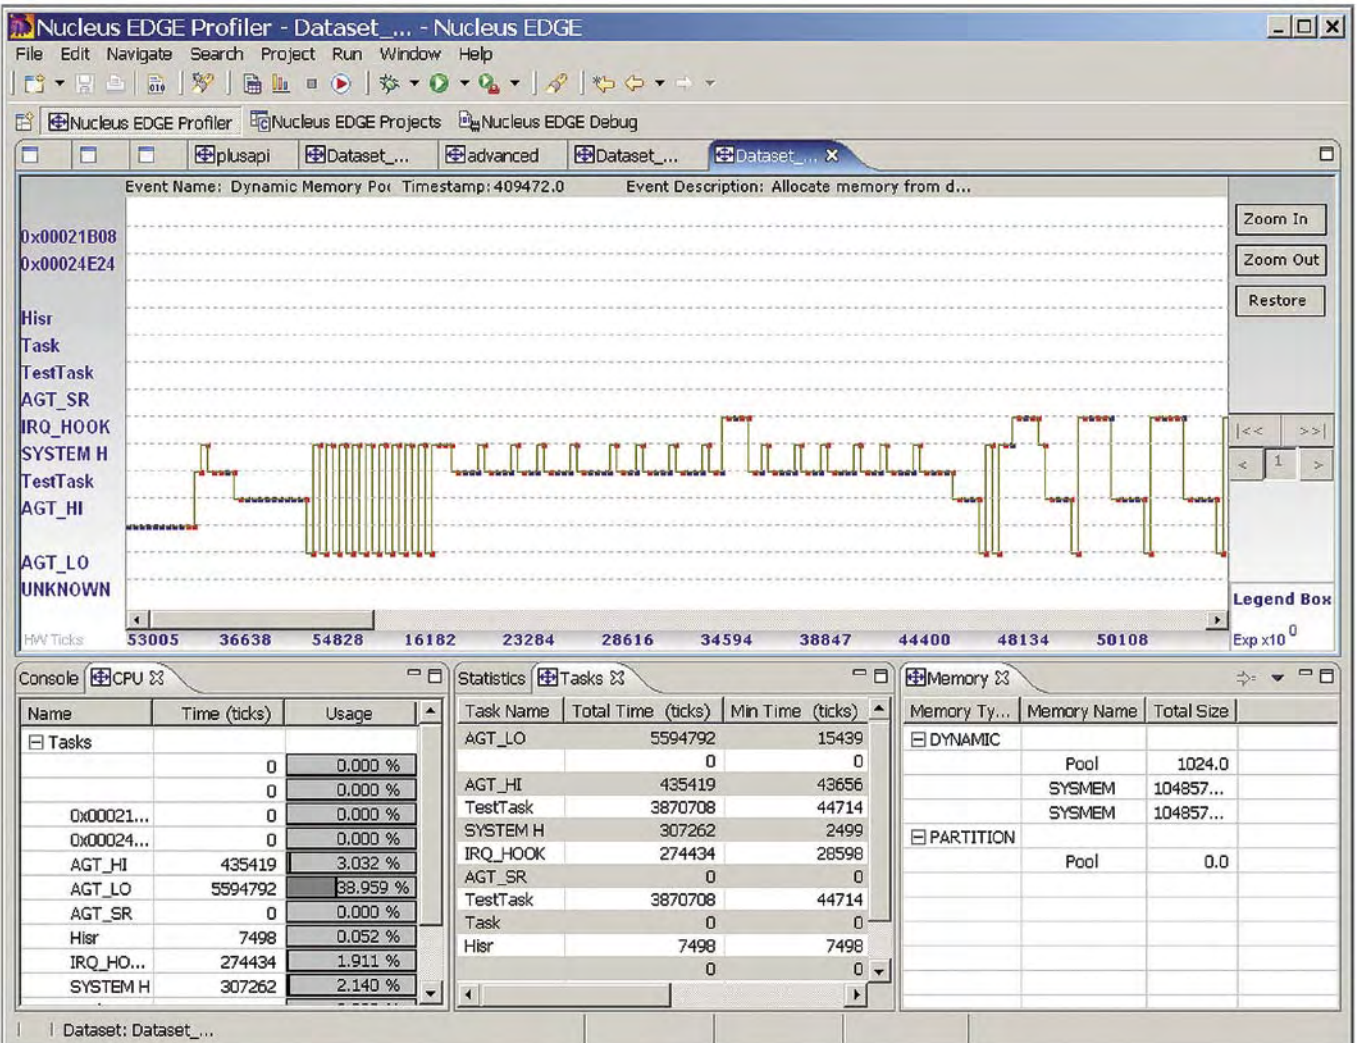 Nucleus EDGE Profiler - Dataset_... - Nucleus EDGE
File Edit Navigate Search Project Run Window Help
Nucleus EDGE Profiler Nucleus EDGE Projects Nucleus EDGE Debug
plusapi Dataset_... advanced Dataset_... Dataset_...
Event Name: Dynamic Memory Poo Timestamp: 409472.0 Event Description: Allocate memory from d...
Zoom In
0x00021B08
0x00024E24 Zoom Out
Restore
Hisr
Task
TestTask
AGT_SR
IRQ_HOOK
|<< >>|
SYSTEM H
< 1 >
TestTask
AGT_HI
AGT_LO
UNKNOWN
Legend Box
HW Ticks 53005 36638 54828 16182 23284 28616 34594 38847 44400 48134 50108 Exp x10 0
Console CPU Statistics Tasks Memory
Name Time (ticks) Usage
Tasks
0 0.000 %
0 0.000 %
0x00021... 0 0.000 %
0x00024... 0 0.000 %
AGT_HI 435419 3.032 %
AGT_LO 5594792 38.959 %
AGT_SR 0 0.000 %
Hisr 7498 0.052 %
IRQ_HO... 274434 1.911 %
SYSTEM H 307262 2.140 %
Task Name Total Time (ticks) Min Time (ticks)
AGT_LO 5594792 15439
0 0
AGT_HI 435419 43656
TestTask 3870708 44714
SYSTEM H 307262 2499
IRQ_HOOK 274434 28598
AGT_SR 0 0
TestTask 3870708 44714
Task 0 0
Hisr 7498 7498
0 0
Memory Ty... Memory Name Total Size
DYNAMIC
Pool 1024.0
SYSMEM 104857...
SYSMEM 104857...
PARTITION
Pool 0.0
Dataset: Dataset_...